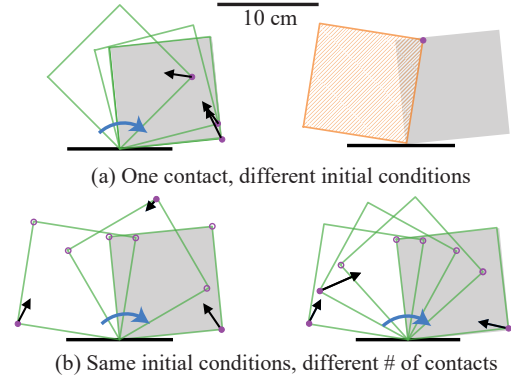 10 cm
(a) One contact, different initial conditions
(b) Same initial conditions, different # of contacts